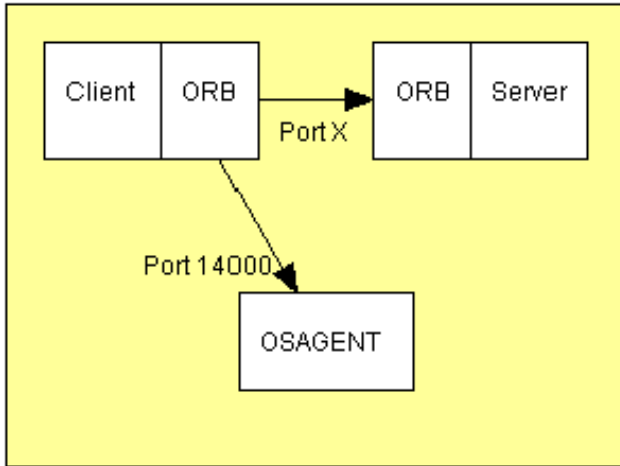 Client ORB ORB Server
Port X
Port 14000
OSAGENT